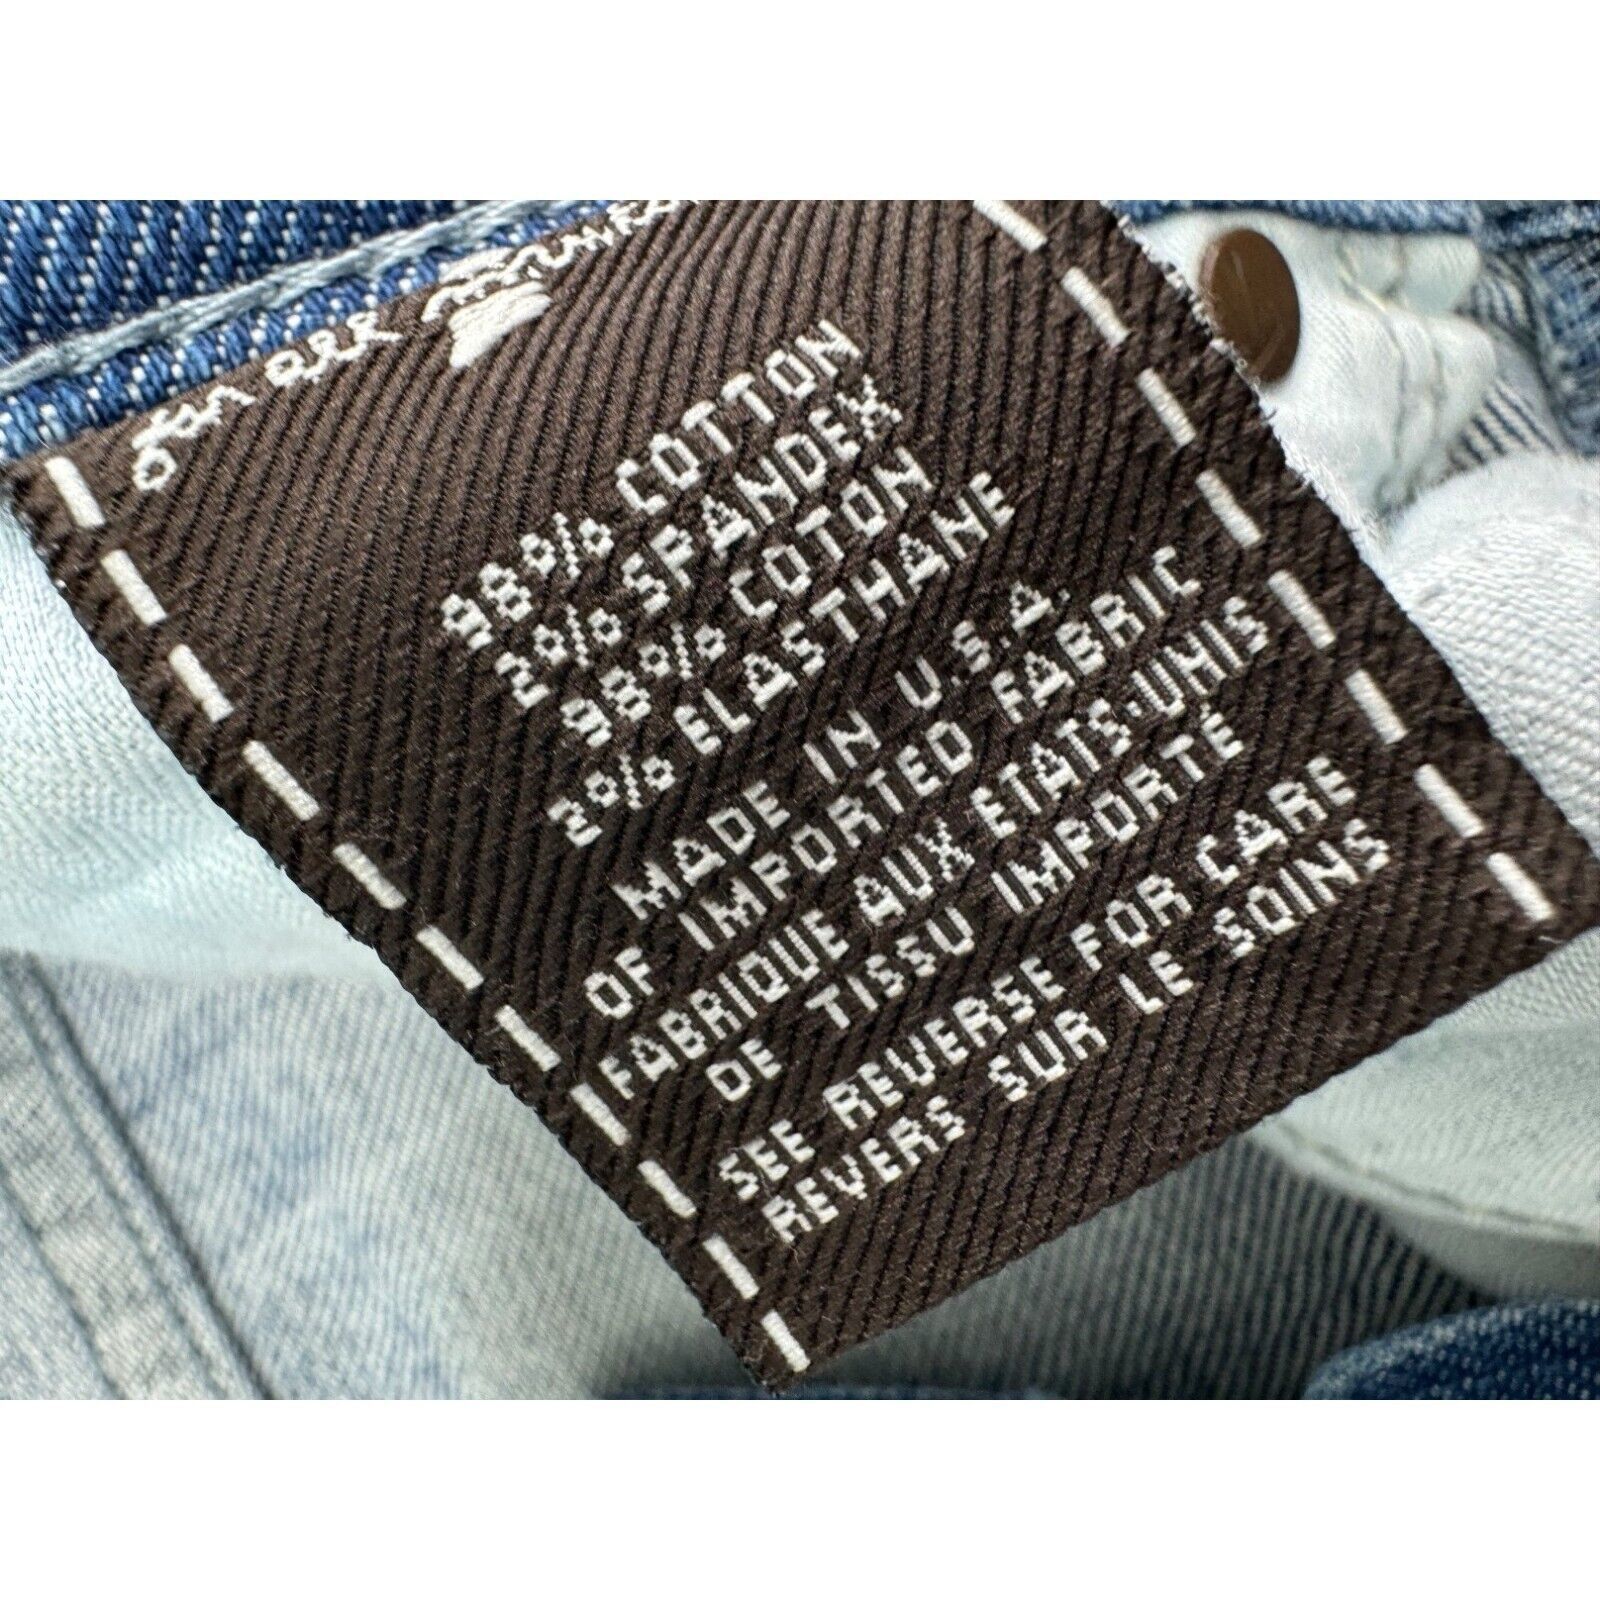 98% COTTON
2% SPANDEX
98% COTON
2% ELASTHANE
MADE IN U.S.A.
OF IMPORTED FABRIC
FABRIQUE AUX ETATS-UNIS
DE TISSU IMPORTÉ
SEE REVERSE FOR CARE
REVERS SUR LE SOINS